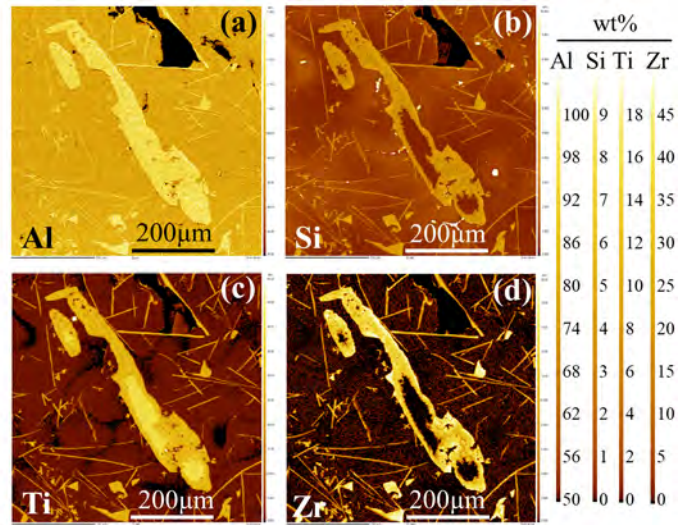 (a)
Al
200μm
(b)
Si
200μm
(c)
Ti
200μm
(d)
Zr
200μm
wt%
Al Si Ti Zr
100 9 18 45
98 8 16 40
92 7 14 35
86 6 12 30
80 5 10 25
74 4 8 20
68 3 6 15
62 2 4 10
56 1 2 5
50 0 0 0